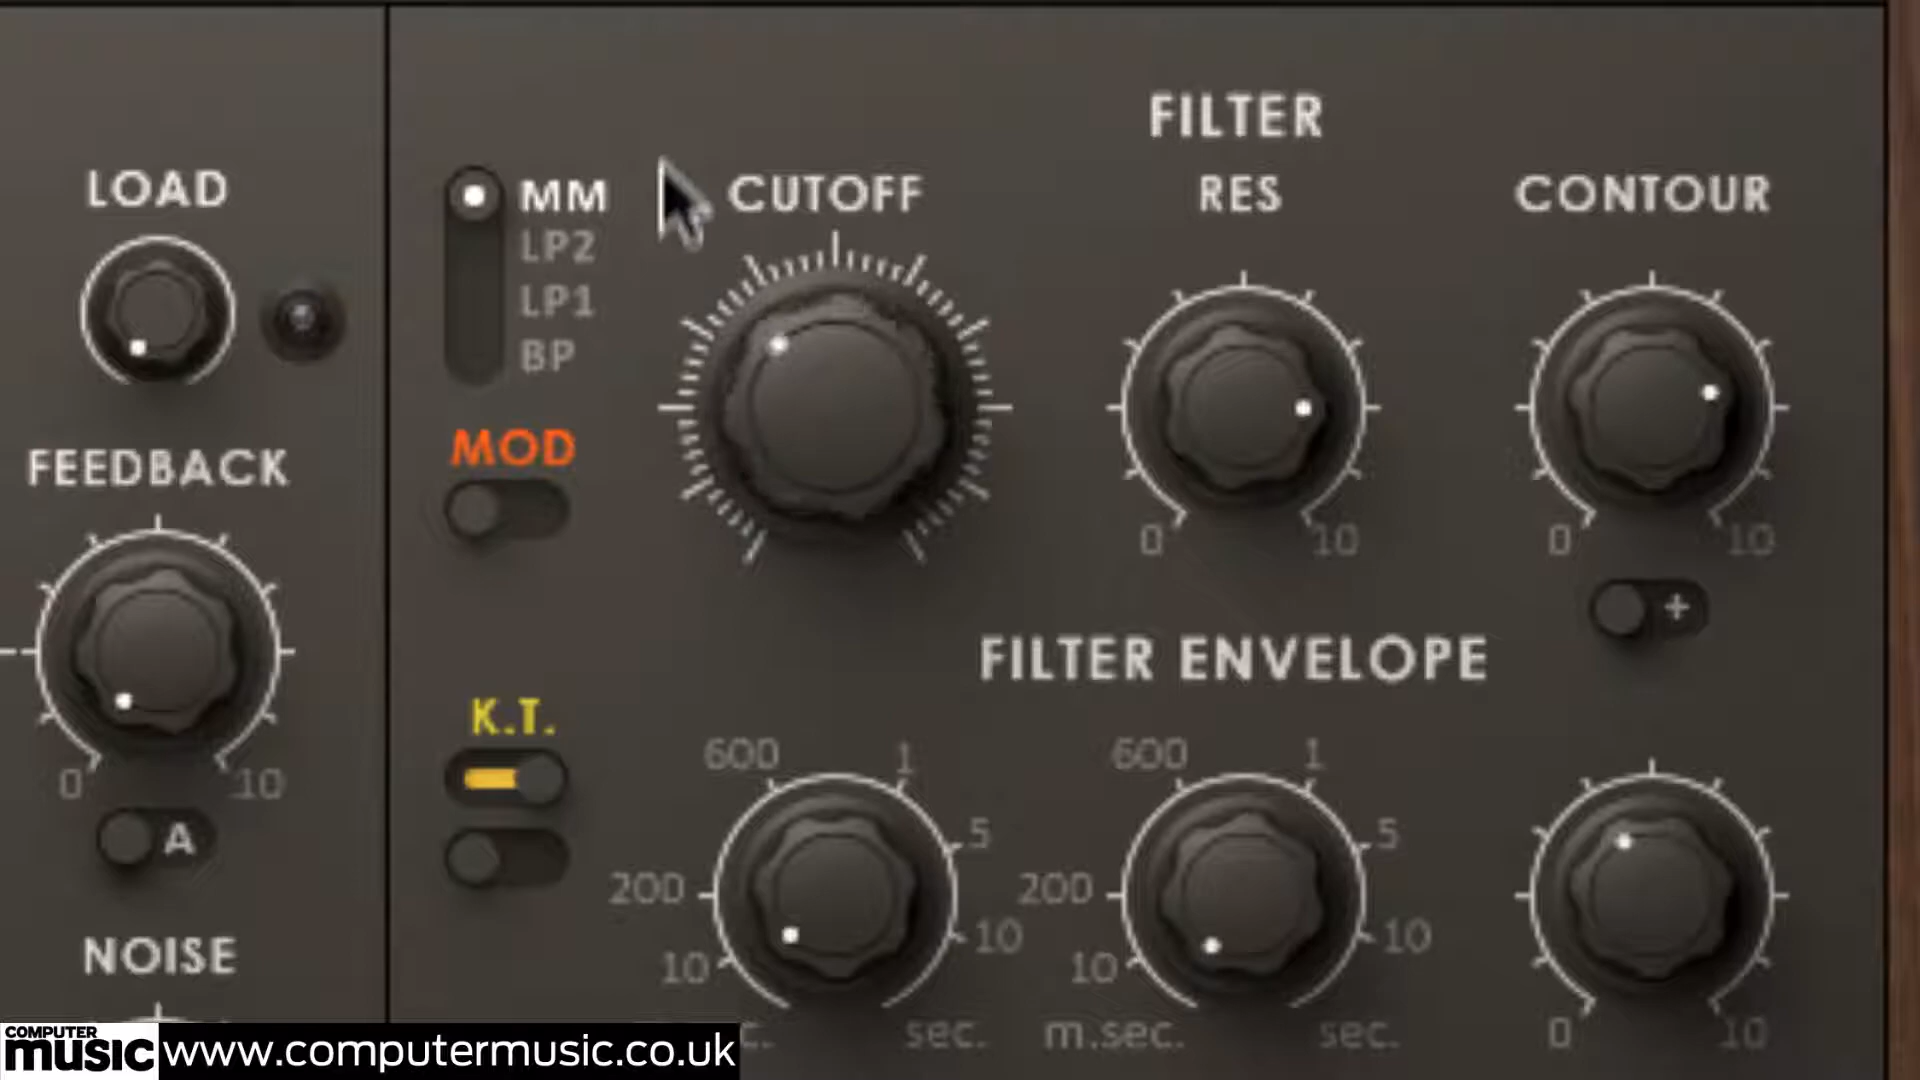 FILTER
LOAD
MM
CUTOFF
RES
CONTOUR
LP2
LP1
BP
MOD
FEEDBACK
0
10
0
10
+
FILTER ENVELOPE
K.T.
600
1
600
1
0
10
A
5
5
200
200
NOISE
10
10
10
10
m.sec.
sec.
sec.
0
10
COMPUTER
music
www.computermusic.co.uk